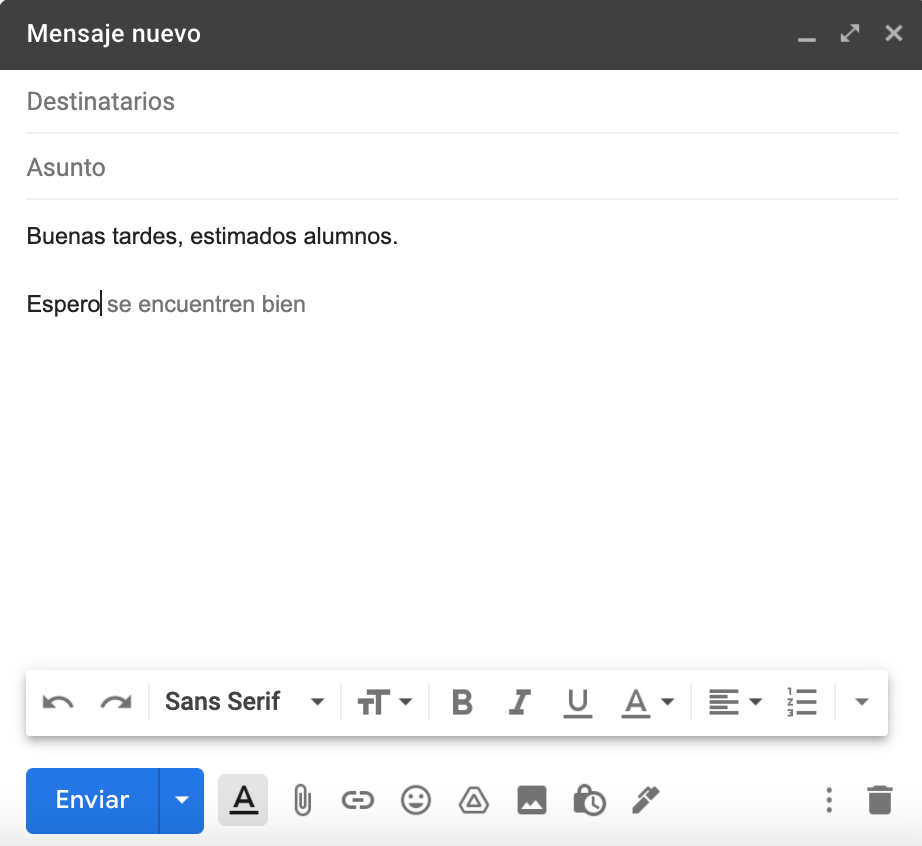 Mensaje nuevo
Destinatarios
Asunto
Buenas tardes, estimados alumnos.
Espero se encuentren bien
Sans Serif
Enviar